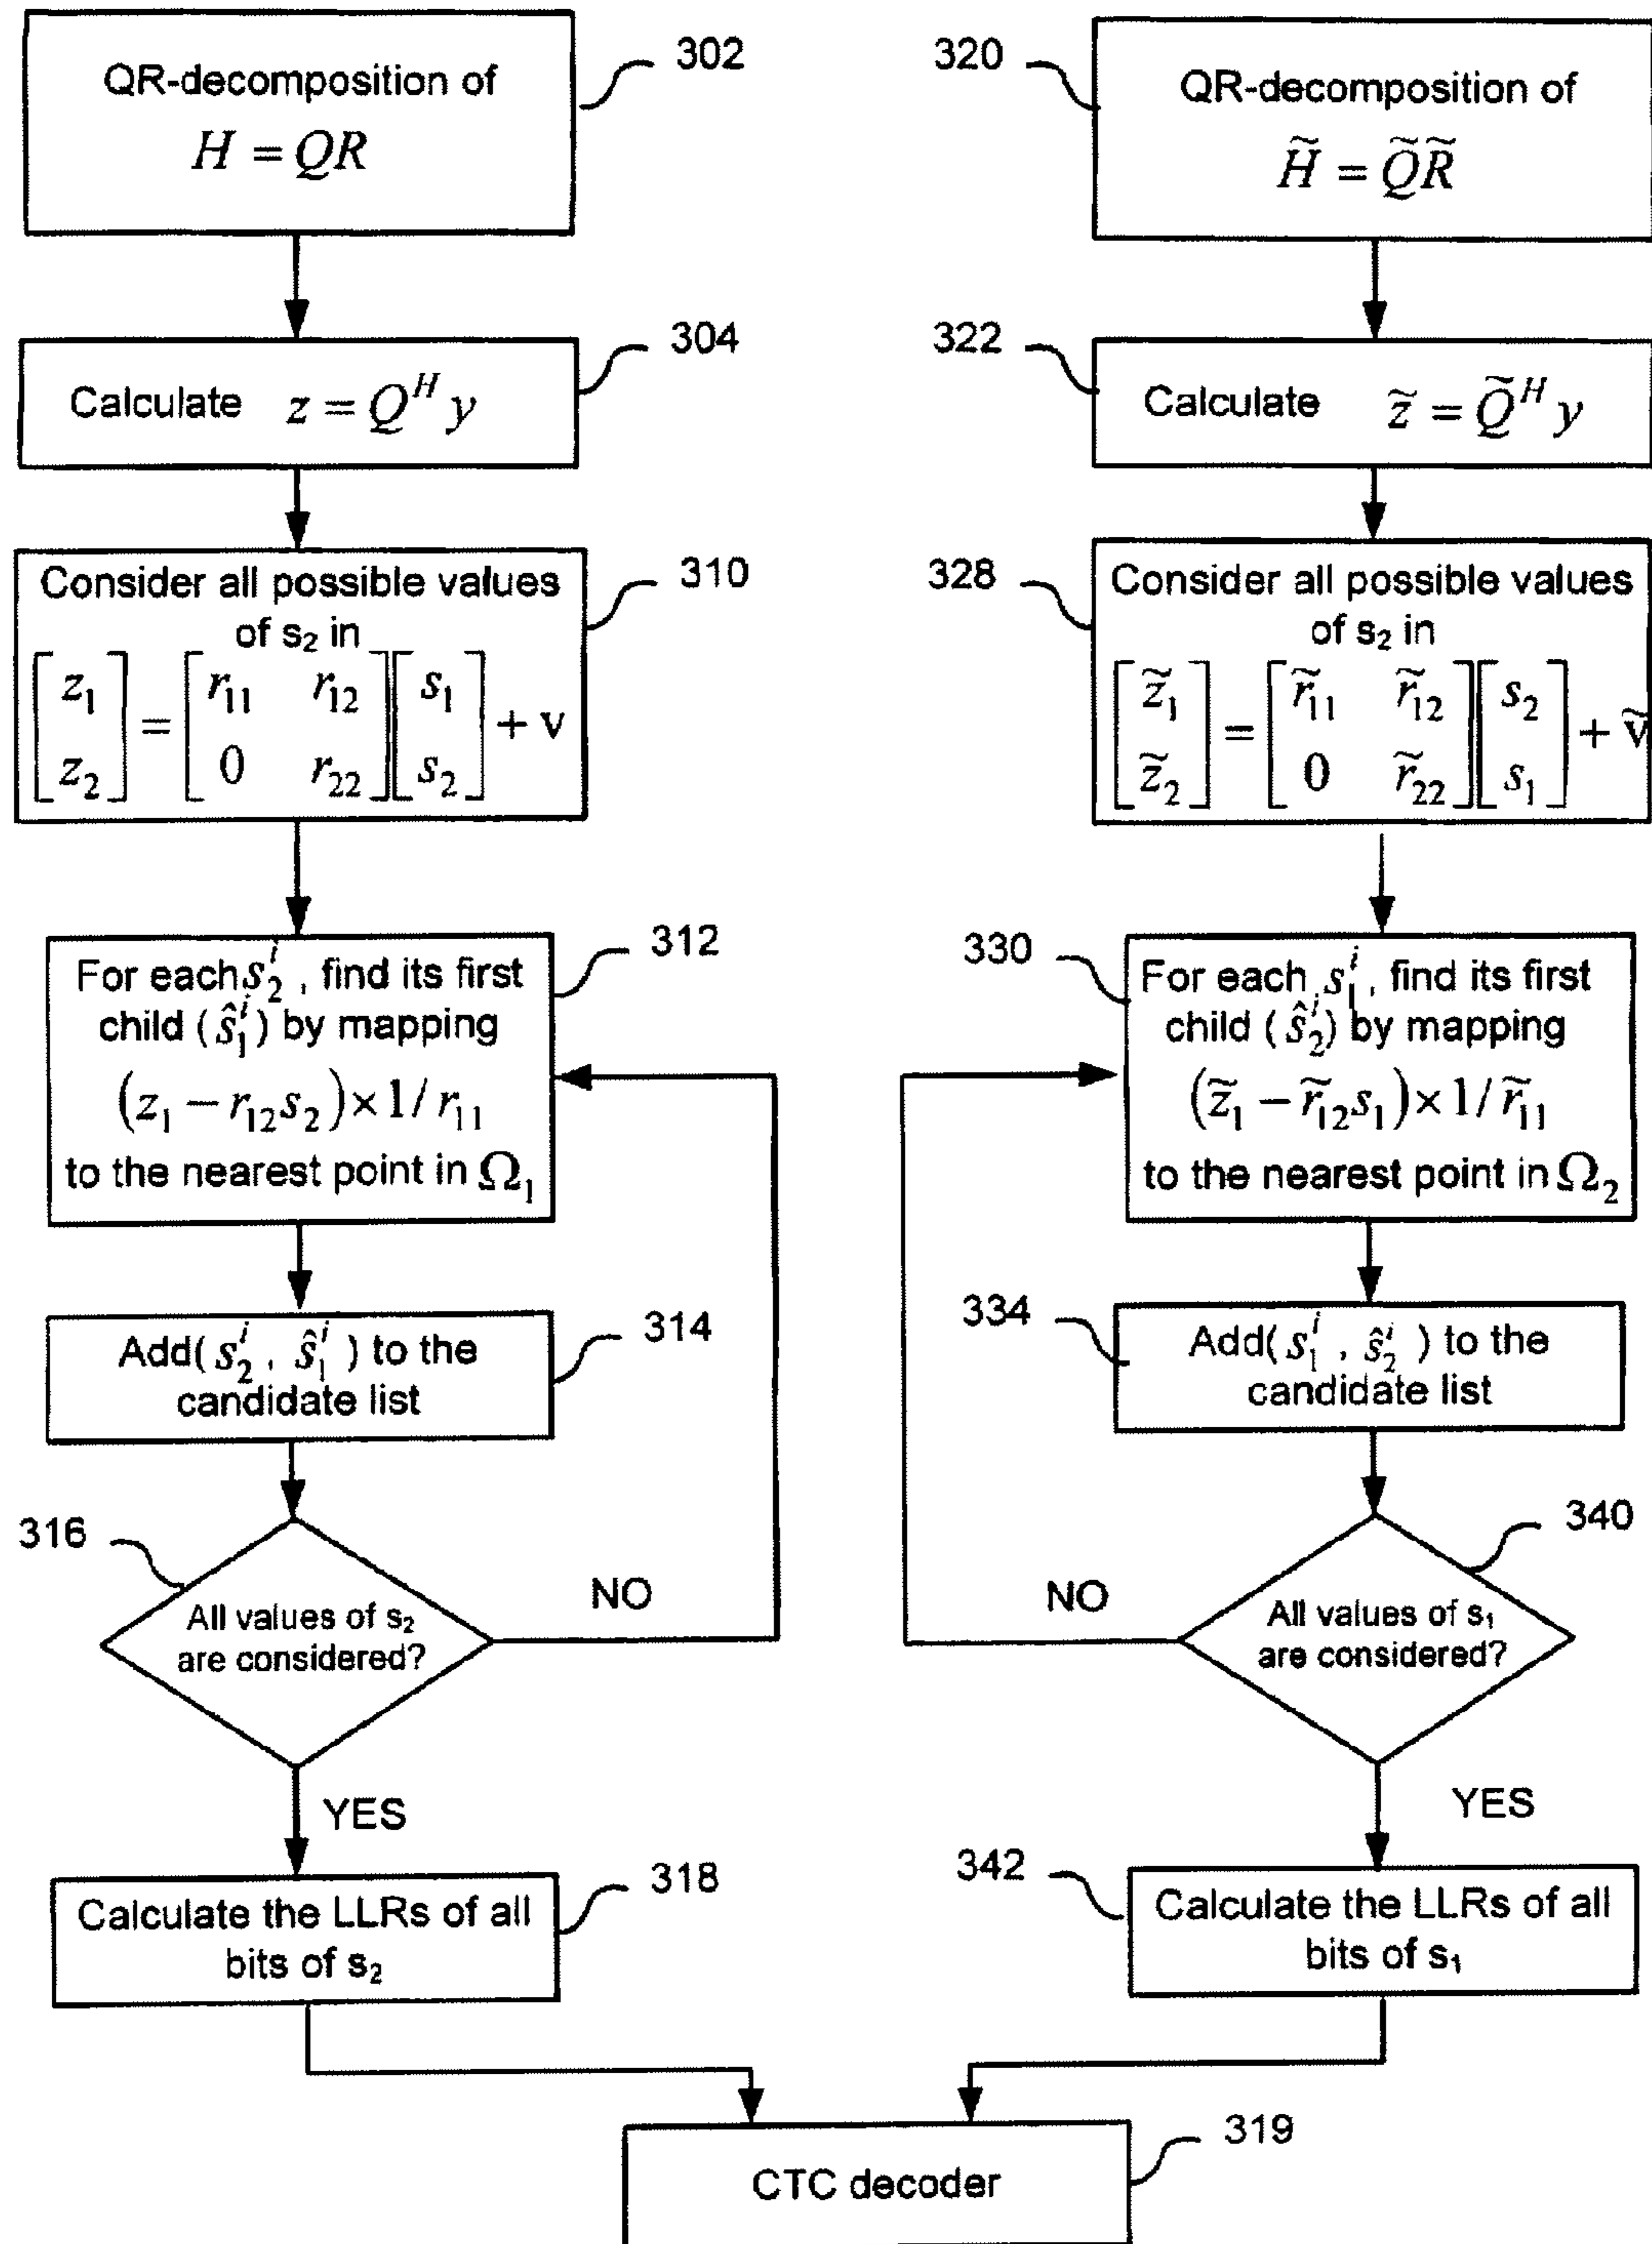 QR-decomposition of
H = QR
302
Calculate z = Q^H y
304
Consider all possible values
of s₂ in
[z₁ z₂] = [r₁₁ r₁₂ 0 r₂₂] [s₁ s₂] + v
310
For each s₂^i, find its first
child (ŝ₁^i) by mapping
(z₁ − r₁₂s₂) × 1/r₁₁
to the nearest point in Ω₁
312
Add( s₂^i, ŝ₁^i ) to the
candidate list
314
316
All values of s₂
are considered?
NO
YES
Calculate the LLRs of all
bits of s₂
318
320
QR-decomposition of
H̃ = Q̃R̃
322
Calculate z̃ = Q̃^H y
328
Consider all possible values
of s₂ in
[z̃₁ z̃₂] = [r̃₁₁ r̃₁₂ 0 r̃₂₂] [s₂ s₁] + ṽ
330
For each s₁^i, find its first
child (ŝ₂^i) by mapping
(z̃₁ − r̃₁₂s₁) × 1/r̃₁₁
to the nearest point in Ω₂
334
Add( s₁^i, ŝ₂^i ) to the
candidate list
340
All values of s₁
are considered?
NO
YES
342
Calculate the LLRs of all
bits of s₁
CTC decoder
319